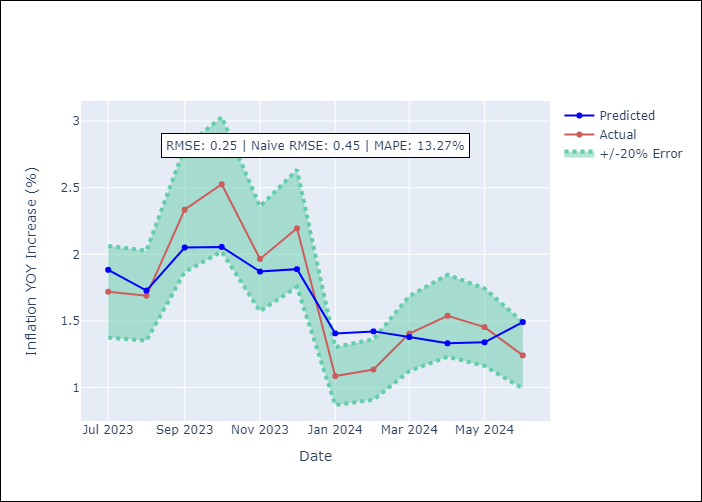 RMSE: 0.25 | Naive RMSE: 0.45 | MAPE: 13.27%
Predicted
Actual
+/-20% Error
Inflation YOY Increase (%)
3
2.5
2
1.5
1
Jul 2023
Sep 2023
Nov 2023
Jan 2024
Mar 2024
May 2024
Date